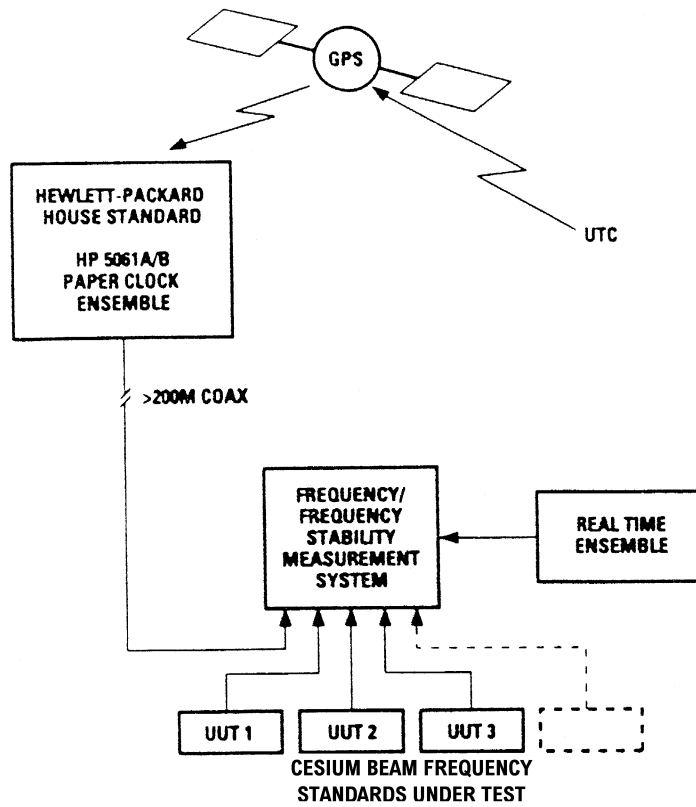 GPS
HEWLETT-PACKARD
HOUSE STANDARD
HP 5061A/B
PAPER CLOCK
ENSEMBLE
UTC
>200M COAX
FREQUENCY/
FREQUENCY
STABILITY
MEASUREMENT
SYSTEM
REAL TIME
ENSEMBLE
UUT 1
UUT 2
UUT 3
CESIUM BEAM FREQUENCY
STANDARDS UNDER TEST